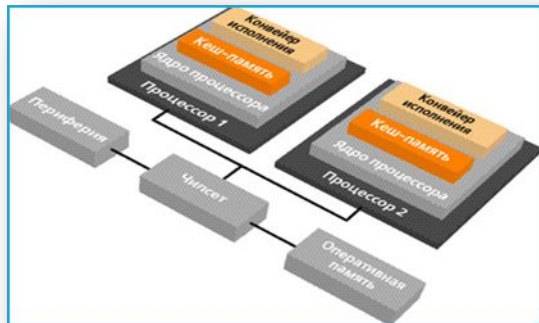 Конвейер
исполнения
Кеш-память
Ядро процессора
Процессор 1
Конвейер
исполнения
Кеш-память
Ядро процессора
Процессор 2
Периферия
Чипсет
Оперативная
память